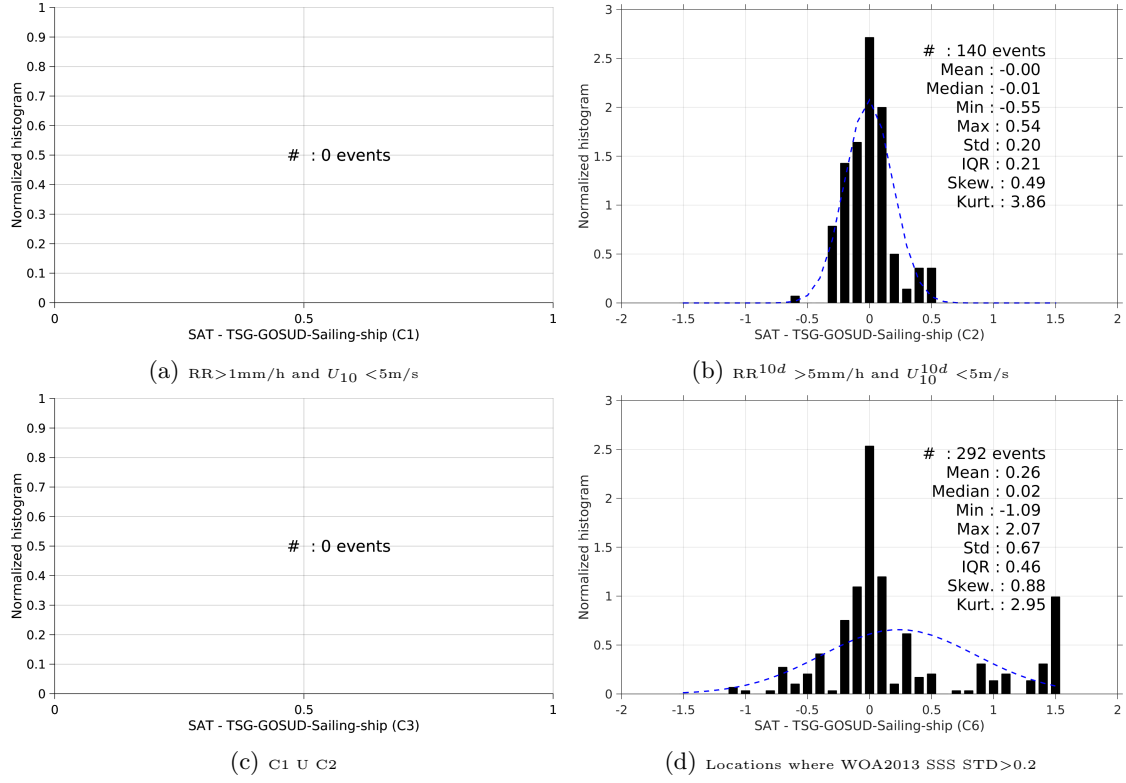 1
0.9
0.8
0.7
0.6
0.5
0.4
0.3
0.2
0.1
0
Normalized histogram
# : 0 events
0 0.5 1
SAT - TSG-GOSUD-Sailing-ship (C1)
(a) RR>1mm/h and U10 <5m/s
3
2.5
2
1.5
1
0.5
0
Normalized histogram
# : 140 events
Mean : -0.00
Median : -0.01
Min : -0.55
Max : 0.54
Std : 0.20
IQR : 0.21
Skew. : 0.49
Kurt. : 3.86
-2 -1.5 -1 -0.5 0 0.5 1 1.5 2
SAT - TSG-GOSUD-Sailing-ship (C2)
(b) RR10d >5mm/h and U10d10 <5m/s
1
0.9
0.8
0.7
0.6
0.5
0.4
0.3
0.2
0.1
0
Normalized histogram
# : 0 events
0 0.5 1
SAT - TSG-GOSUD-Sailing-ship (C3)
(c) C1 U C2
3
2.5
2
1.5
1
0.5
0
Normalized histogram
# : 292 events
Mean : 0.26
Median : 0.02
Min : -1.09
Max : 2.07
Std : 0.67
IQR : 0.46
Skew. : 0.88
Kurt. : 2.95
-2 -1.5 -1 -0.5 0 0.5 1 1.5 2
SAT - TSG-GOSUD-Sailing-ship (C6)
(d) Locations where WOA2013 SSS STD>0.2